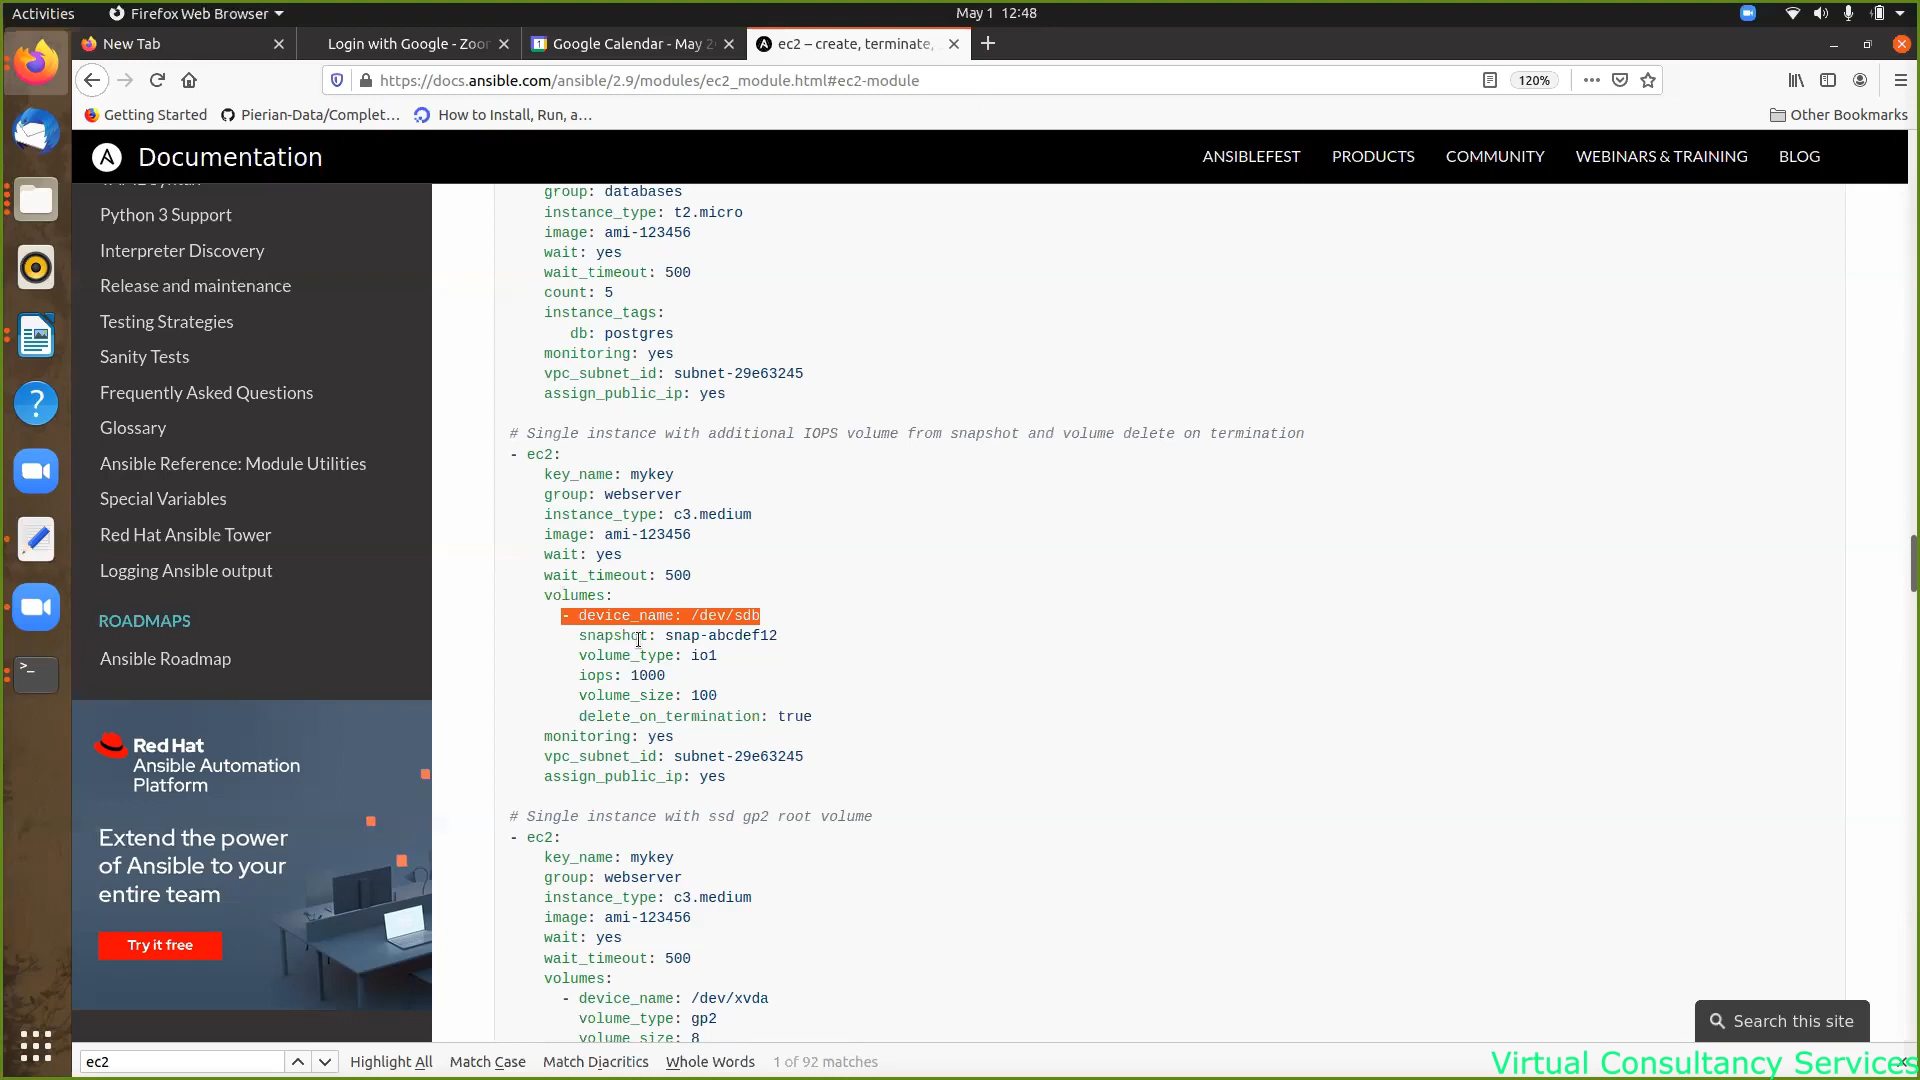 Activities
Firefox Web Browser
May 1 12:48
New Tab
Login with Google - Zoo
Google Calendar - May 2
ec2 – create, terminate,
https://docs.ansible.com/ansible/2.9/modules/ec2_module.html#ec2-module
120%
Getting Started
Pierian-Data/Complet…
How to Install, Run, a…
Other Bookmarks
A
Documentation
ANSIBLEFEST
PRODUCTS
COMMUNITY
WEBINARS & TRAINING
BLOG
Python 3 Support
Interpreter Discovery
Release and maintenance
Testing Strategies
Sanity Tests
Frequently Asked Questions
Glossary
Ansible Reference: Module Utilities
Special Variables
Red Hat Ansible Tower
Logging Ansible output
ROADMAPS
Ansible Roadmap
Red Hat
Ansible Automation
Platform
Extend the power
of Ansible to your
entire team
Try it free
group: databases
instance_type: t2.micro
image: ami-123456
wait: yes
wait_timeout: 500
count: 5
instance_tags:
db: postgres
monitoring: yes
vpc_subnet_id: subnet-29e63245
assign_public_ip: yes
# Single instance with additional IOPS volume from snapshot and volume delete on termination
- ec2:
key_name: mykey
group: webserver
instance_type: c3.medium
image: ami-123456
wait: yes
wait_timeout: 500
volumes:
- device_name: /dev/sdb
snapshot: snap-abcdef12
volume_type: io1
iops: 1000
volume_size: 100
delete_on_termination: true
monitoring: yes
vpc_subnet_id: subnet-29e63245
assign_public_ip: yes
# Single instance with ssd gp2 root volume
- ec2:
key_name: mykey
group: webserver
instance_type: c3.medium
image: ami-123456
wait: yes
wait_timeout: 500
volumes:
- device_name: /dev/xvda
volume_type: gp2
volume_size: 8
Search this site
ec2
Highlight All
Match Case
Match Diacritics
Whole Words
1 of 92 matches
Virtual Consultancy Services